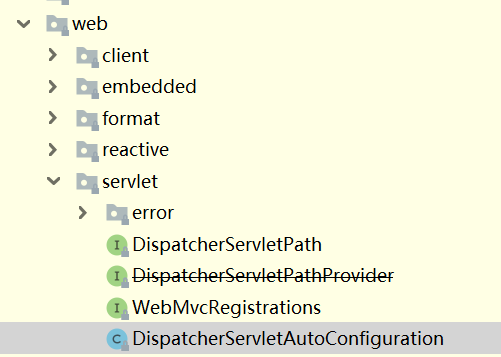 web
client
embedded
format
reactive
servlet
error
I DispatcherServletPath
I DispatcherServletPathProvider
I WebMvcRegistrations
C DispatcherServletAutoConfiguration